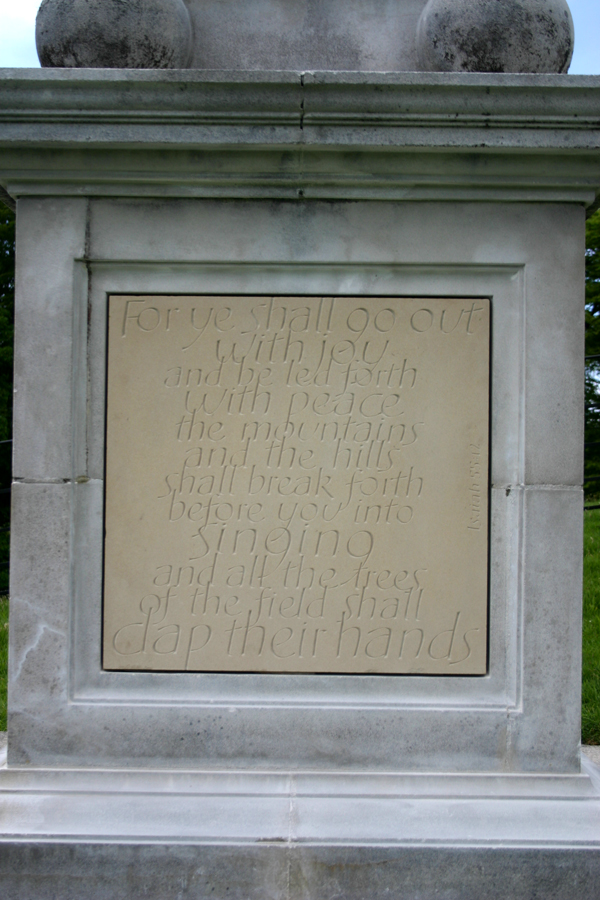 For ye shall go out
with joy
and be led forth
with peace
the mountains
and the hills
shall break forth
before you into
singing
and all the trees
of the field shall
clap their hands
Isaiah 55:12